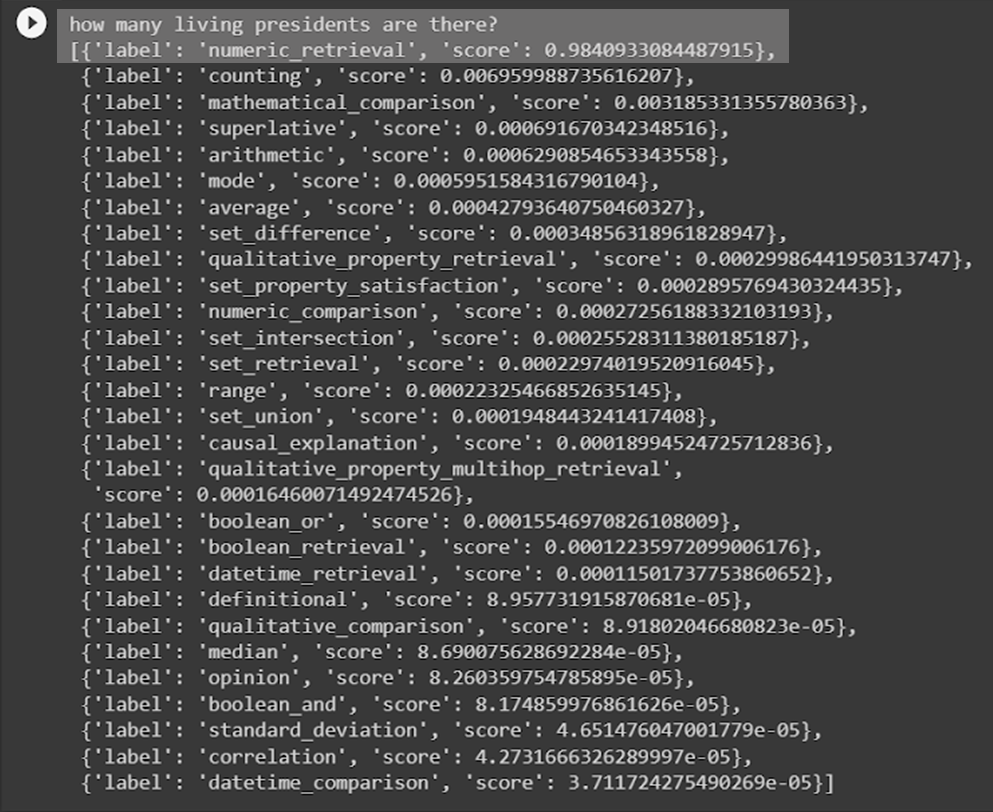 how many living presidents are there?
[{'label': 'numeric_retrieval', 'score': 0.9840933084487915},
{'label': 'counting', 'score': 0.006959988735616207},
{'label': 'mathematical_comparison', 'score': 0.003185331355780363},
{'label': 'superlative', 'score': 0.000691670342348516},
{'label': 'arithmetic', 'score': 0.0006290854653343558},
{'label': 'mode', 'score': 0.0005951584316790104},
{'label': 'average', 'score': 0.00042793640750460327},
{'label': 'set_difference', 'score': 0.00034856318961828947},
{'label': 'qualitative_property_retrieval', 'score': 0.00029986441950313747},
{'label': 'set_property_satisfaction', 'score': 0.0002895769430324435},
{'label': 'numeric_comparison', 'score': 0.00027256188332103193},
{'label': 'set_intersection', 'score': 0.00025528311380185187},
{'label': 'set_retrieval', 'score': 0.00022974019520916045},
{'label': 'range', 'score': 0.00022325466852635145},
{'label': 'set_union', 'score': 0.0001948443241417408},
{'label': 'causal_explanation', 'score': 0.00018994524725712836},
{'label': 'qualitative_property_multihop_retrieval',
'score': 0.00016460071492474526},
{'label': 'boolean_or', 'score': 0.00015546970826108009},
{'label': 'boolean_retrieval', 'score': 0.00012235972099006176},
{'label': 'datetime_retrieval', 'score': 0.00011501737753860652},
{'label': 'definitional', 'score': 8.957731915870681e-05},
{'label': 'qualitative_comparison', 'score': 8.91802046680823e-05},
{'label': 'median', 'score': 8.690075628692284e-05},
{'label': 'opinion', 'score': 8.260359754785895e-05},
{'label': 'boolean_and', 'score': 8.174859976861626e-05},
{'label': 'standard_deviation', 'score': 4.651476047001779e-05},
{'label': 'correlation', 'score': 4.2731666326289997e-05},
{'label': 'datetime_comparison', 'score': 3.711724275490269e-05}]